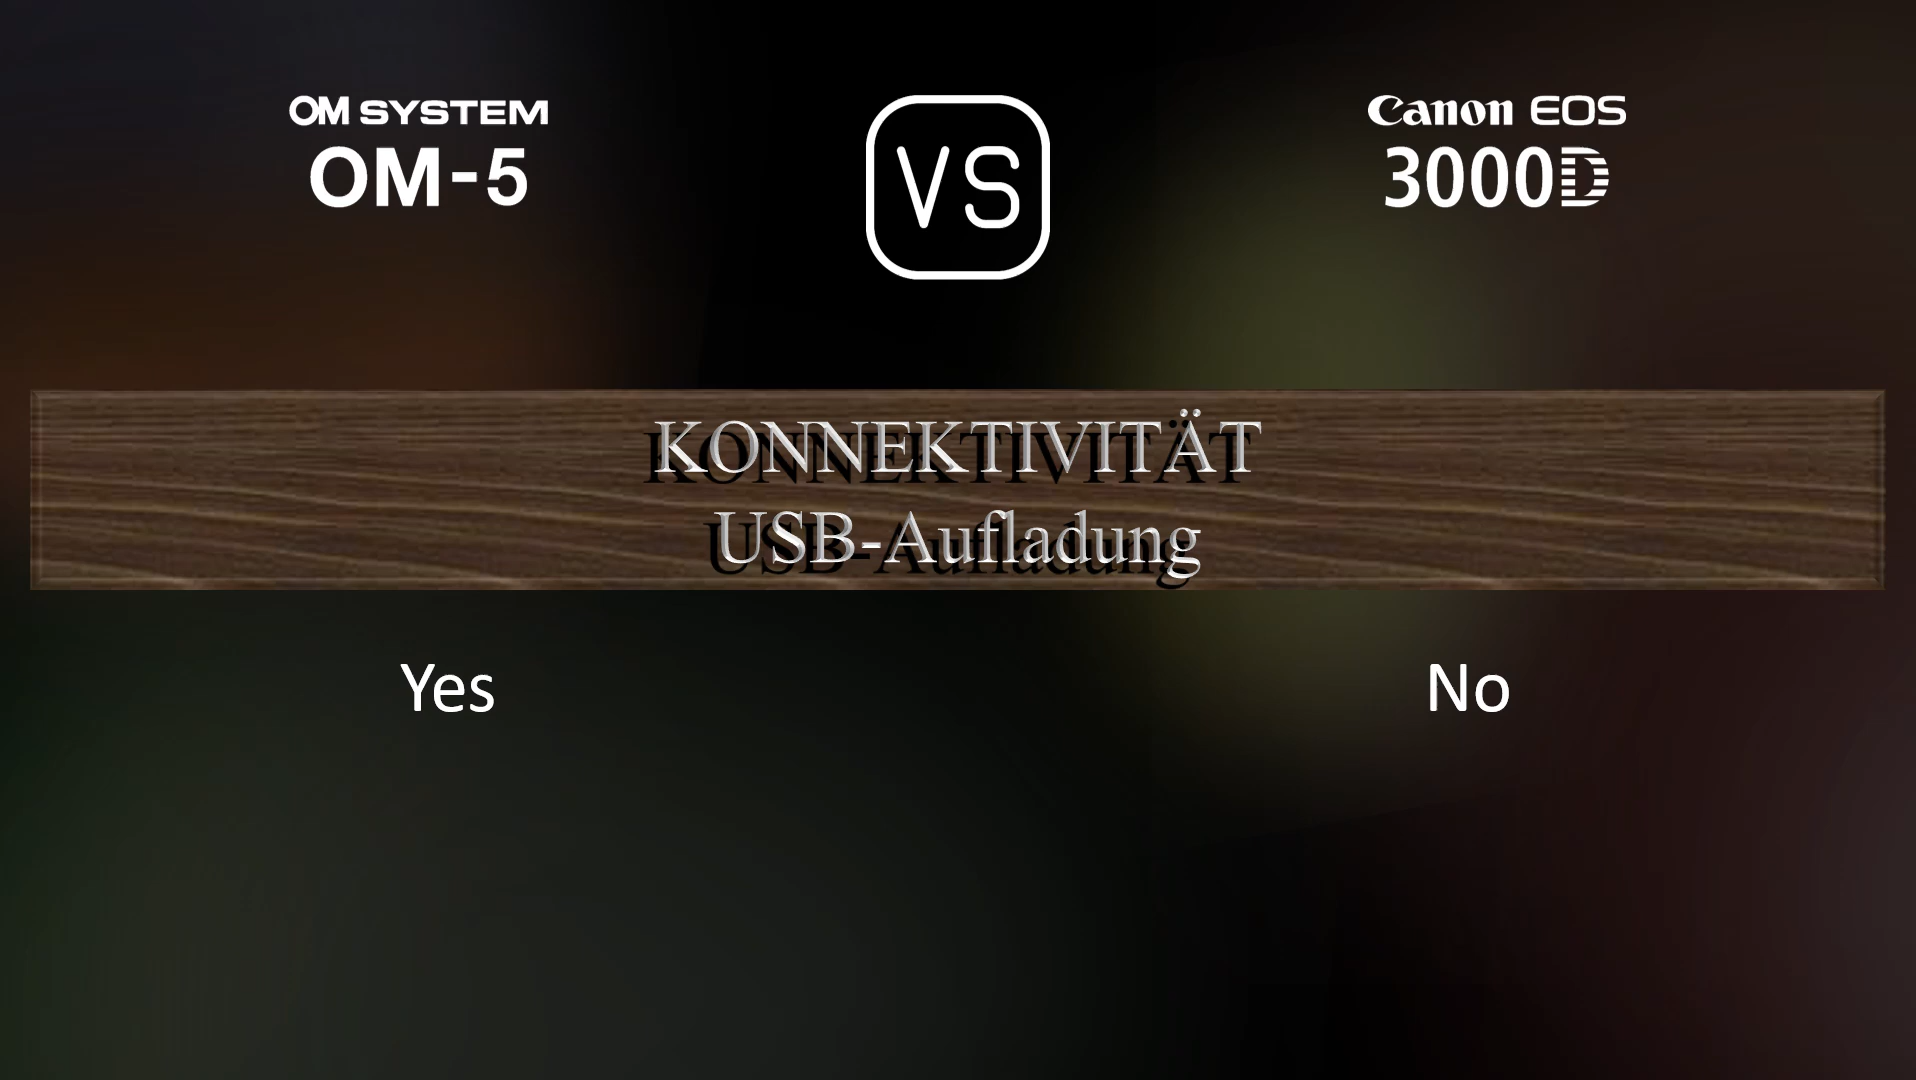 OM SYSTEM
OM-5
VS
Canon EOS
3000D
KONNEKTIVITÄT
USB-Aufladung
Yes
No